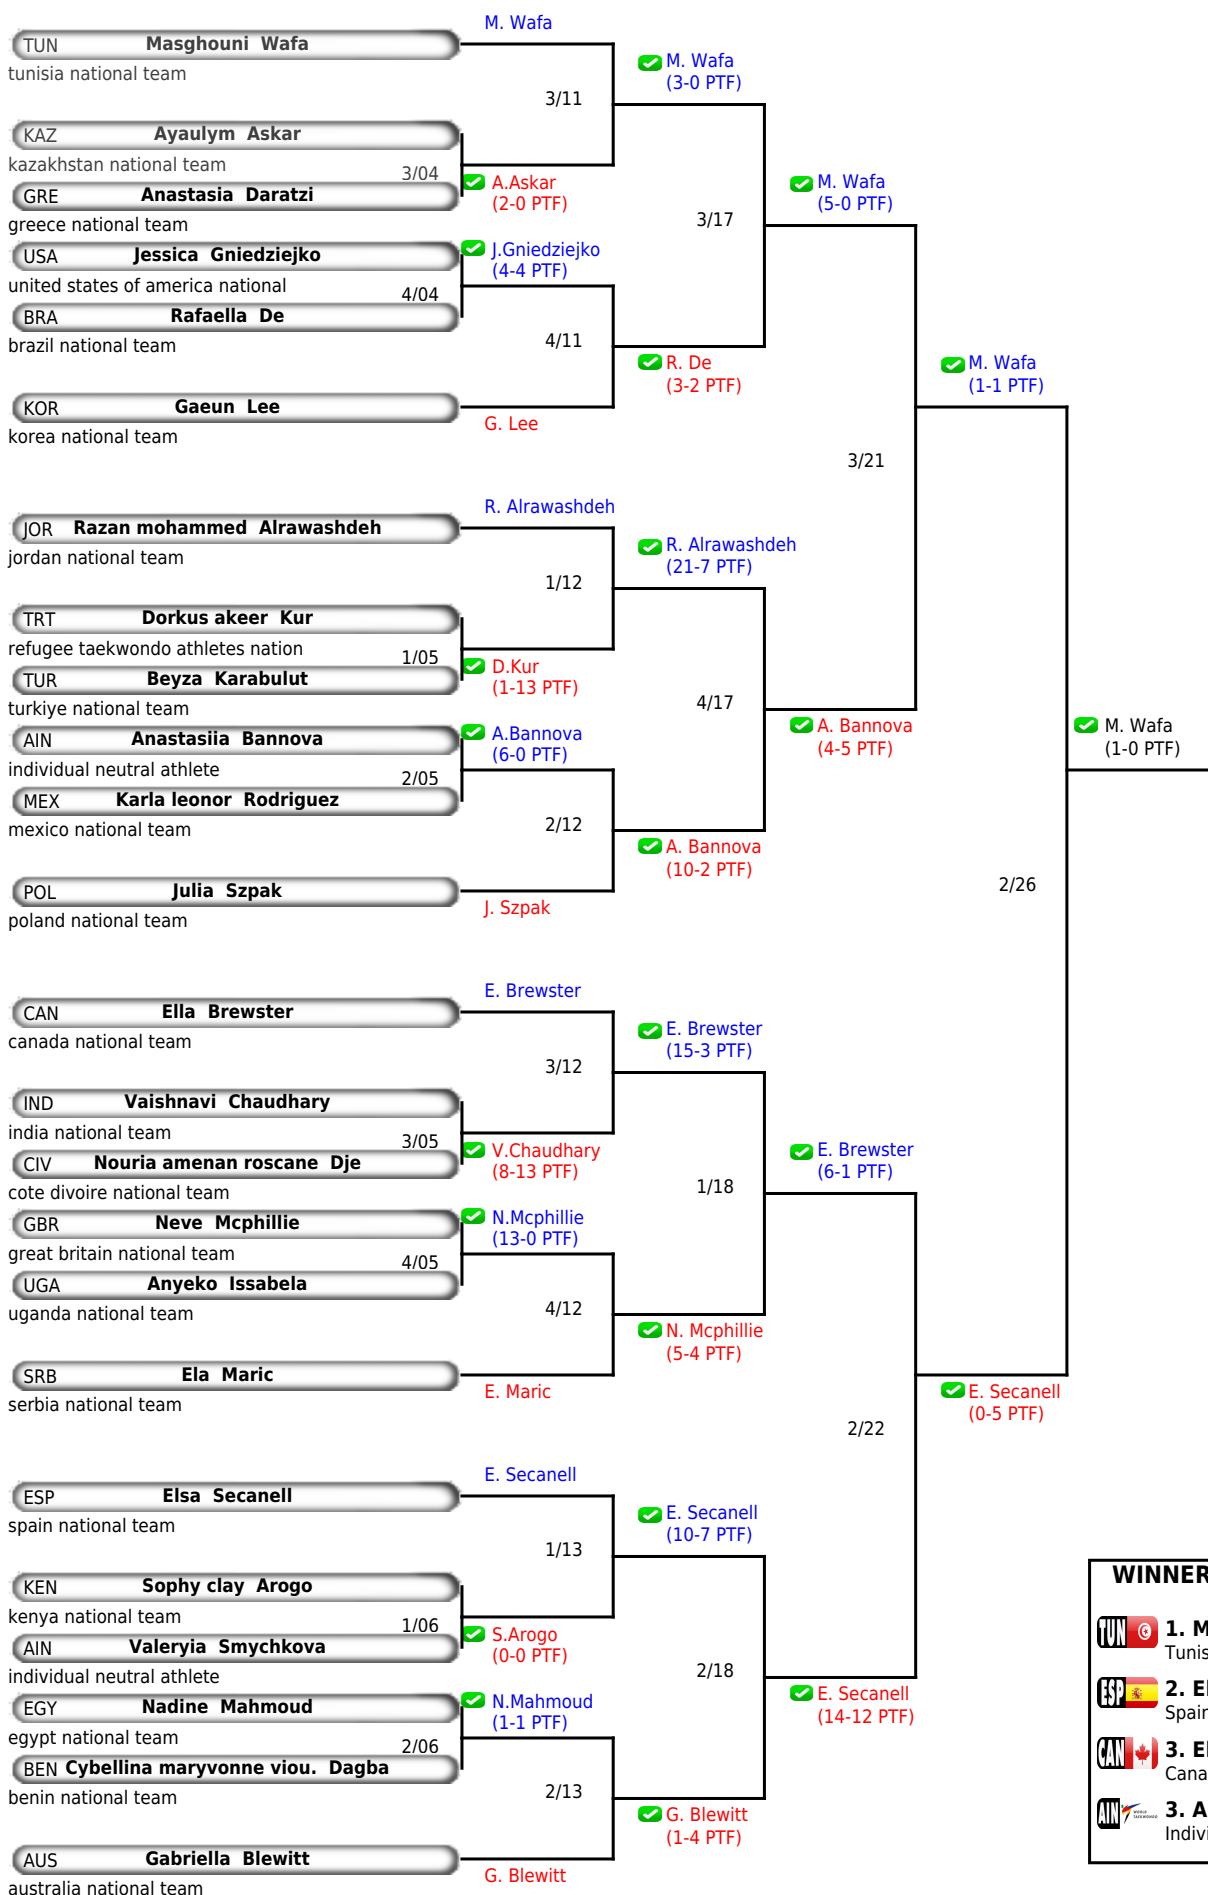 M. Wafa
TUN Masghouni Wafa
tunisia national team
M. Wafa
(3-0 PTF)
3/11
KAZ Ayaulym Askar
kazakhstan national team
3/04
A.Askar
(2-0 PTF)
GRE Anastasia Daratzi
greece national team
M. Wafa
(5-0 PTF)
3/17
USA Jessica Gniedziejko
united states of america national
J.Gniedziejko
(4-4 PTF)
4/04
BRA Rafaella De
brazil national team
4/11
R. De
(3-2 PTF)
M. Wafa
(1-1 PTF)
KOR Gaeun Lee
korea national team
G. Lee
3/21
R. Alrawashdeh
JOR Razan mohammed Alrawashdeh
jordan national team
R. Alrawashdeh
(21-7 PTF)
1/12
TRT Dorkus akeer Kur
refugee taekwondo athletes nation
1/05
D.Kur
(1-13 PTF)
TUR Beyza Karabulut
turkiye national team
4/17
AIN Anastasiia Bannova
individual neutral athlete
A.Bannova
(6-0 PTF)
A. Bannova
(4-5 PTF)
M. Wafa
(1-0 PTF)
2/05
MEX Karla leonor Rodriguez
mexico national team
2/12
A. Bannova
(10-2 PTF)
POL Julia Szpak
poland national team
J. Szpak
2/26
E. Brewster
CAN Ella Brewster
canada national team
E. Brewster
(15-3 PTF)
3/12
IND Vaishnavi Chaudhary
india national team
3/05
V.Chaudhary
(8-13 PTF)
CIV Nouria amenan roscane Dje
cote divoire national team
E. Brewster
(6-1 PTF)
1/18
GBR Neve Mcphillie
great britain national team
N.Mcphillie
(13-0 PTF)
4/05
UGA Anyeko Issabela
uganda national team
4/12
N. Mcphillie
(5-4 PTF)
SRB Ela Maric
serbia national team
E. Maric
E. Secanell
(0-5 PTF)
2/22
E. Secanell
ESP Elsa Secanell
spain national team
E. Secanell
(10-7 PTF)
1/13
KEN Sophy clay Arogo
kenya national team
1/06
S.Arogo
(0-0 PTF)
AIN Valeryia Smychkova
individual neutral athlete
2/18
EGY Nadine Mahmoud
egypt national team
N.Mahmoud
(1-1 PTF)
E. Secanell
(14-12 PTF)
2/06
BEN Cybellina maryvonne viou. Dagba
benin national team
2/13
G. Blewitt
(1-4 PTF)
AUS Gabriella Blewitt
australia national team
G. Blewitt
WINNER
TUN 1. M
Tunis
ESP 2. El
Spain
CAN 3. El
Cana
AIN 3. A
Indivi